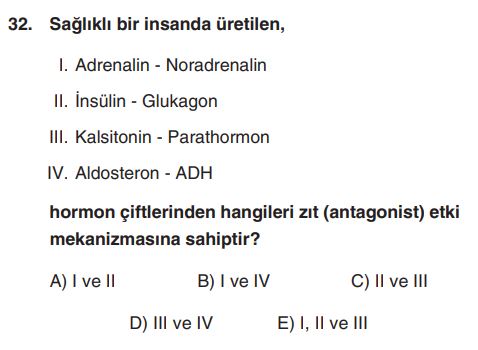 32. Sağlıklı bir insanda üretilen,
I. Adrenalin - Noradrenalin
II. İnsülin - Glukagon
III. Kalsitonin - Parathormon
IV. Aldosteron - ADH
hormon çiftlerinden hangileri zıt (antagonist) etki
mekanizmasına sahiptir?
A) I ve II B) I ve IV C) II ve III
D) III ve IV E) I, II ve III